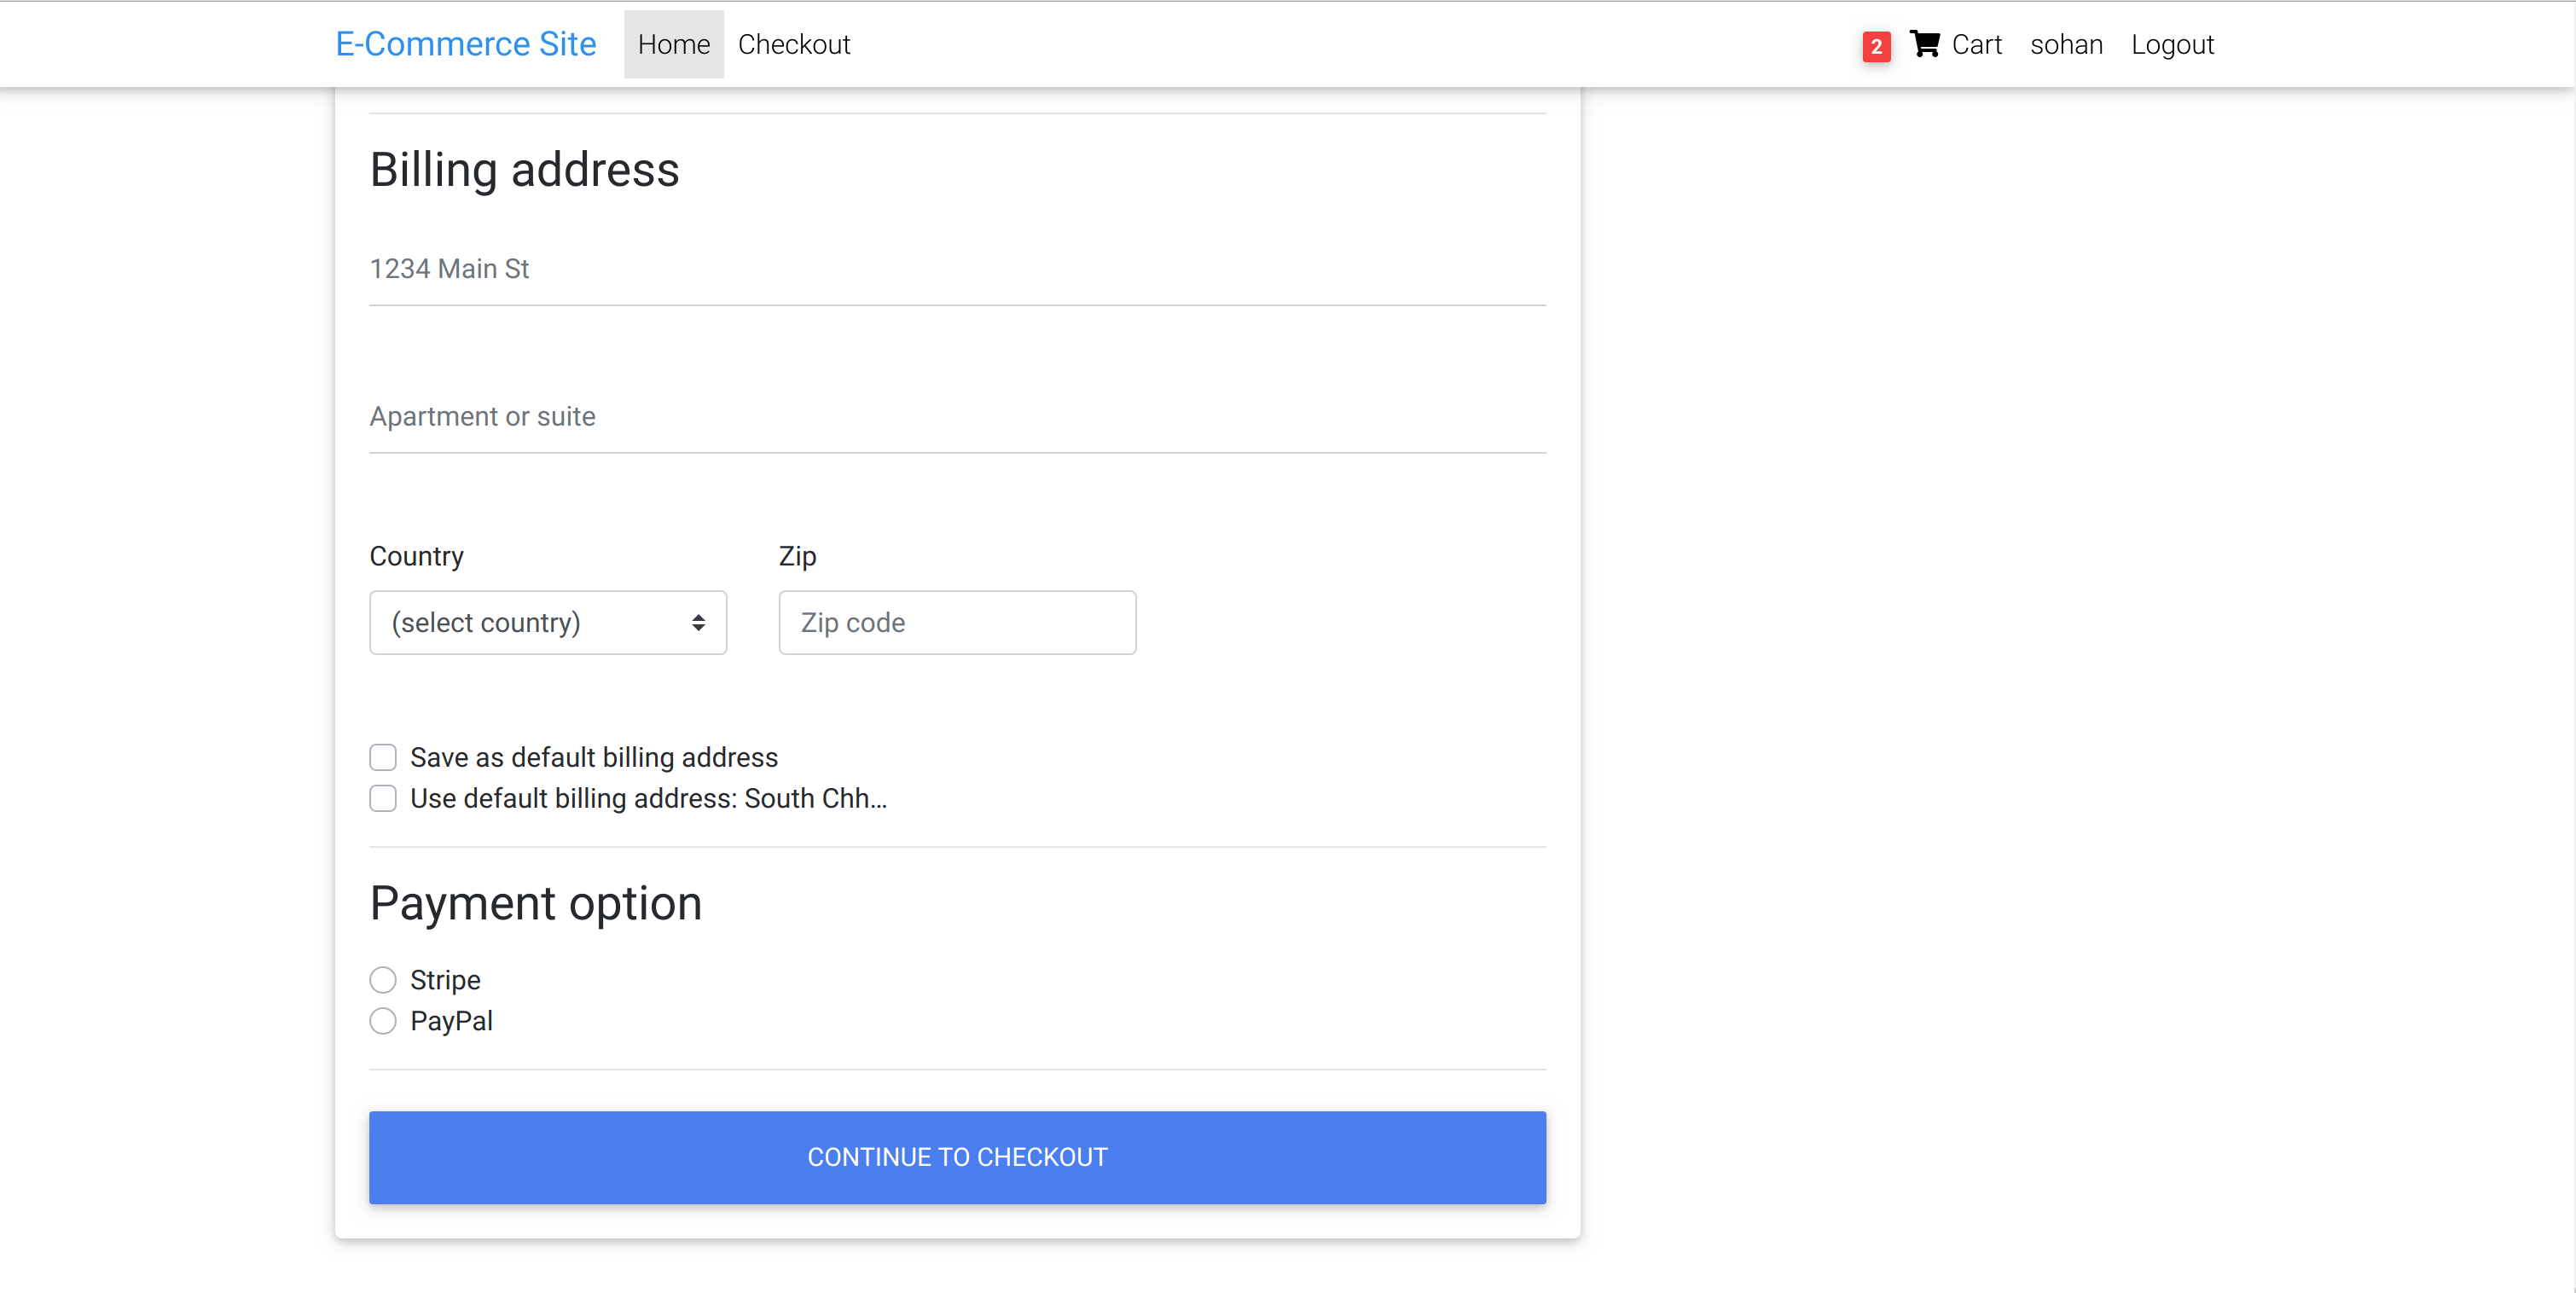 E-Commerce Site Home Checkout 2 Cart sohan Logout
Billing address
1234 Main St
Apartment or suite
Country Zip
(select country) Zip code
Save as default billing address
Use default billing address: South Chh...
Payment option
Stripe
PayPal
CONTINUE TO CHECKOUT